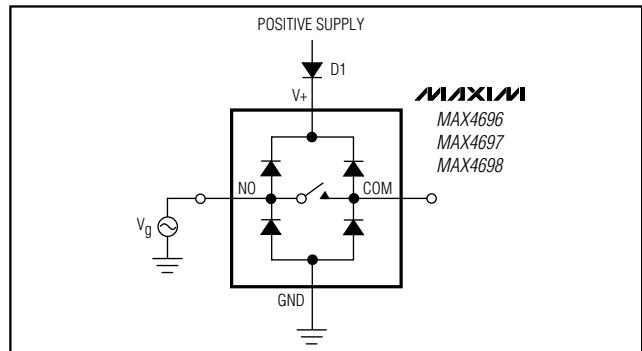 POSITIVE SUPPLY
D1
V+
MAXIM
MAX4696
MAX4697
MAX4698
NO
COM
Vg
GND